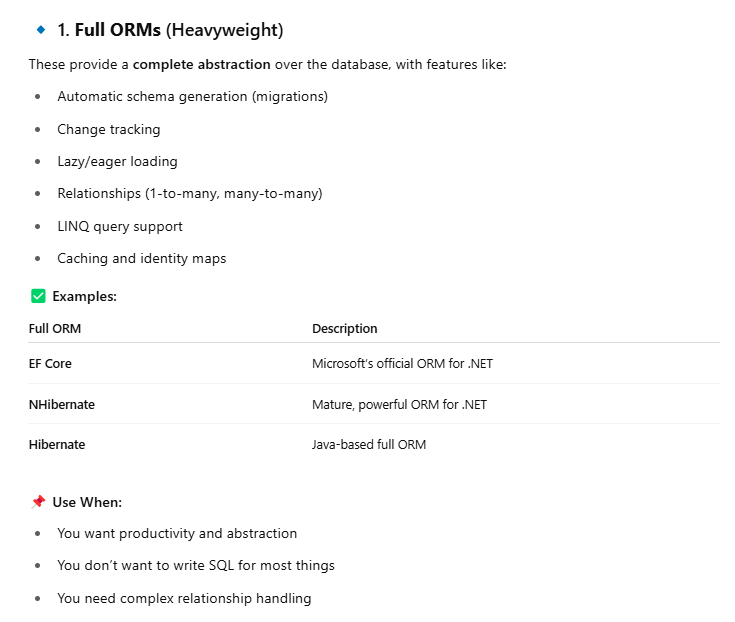 1. Full ORMs (Heavyweight)
These provide a complete abstraction over the database, with features like:
Automatic schema generation (migrations)
Change tracking
Lazy/eager loading
Relationships (1-to-many, many-to-many)
LINQ query support
Caching and identity maps
Examples:
Full ORM Description
EF Core Microsoft's official ORM for .NET
NHibernate Mature, powerful ORM for .NET
Hibernate Java-based full ORM
Use When:
You want productivity and abstraction
You don't want to write SQL for most things
You need complex relationship handling